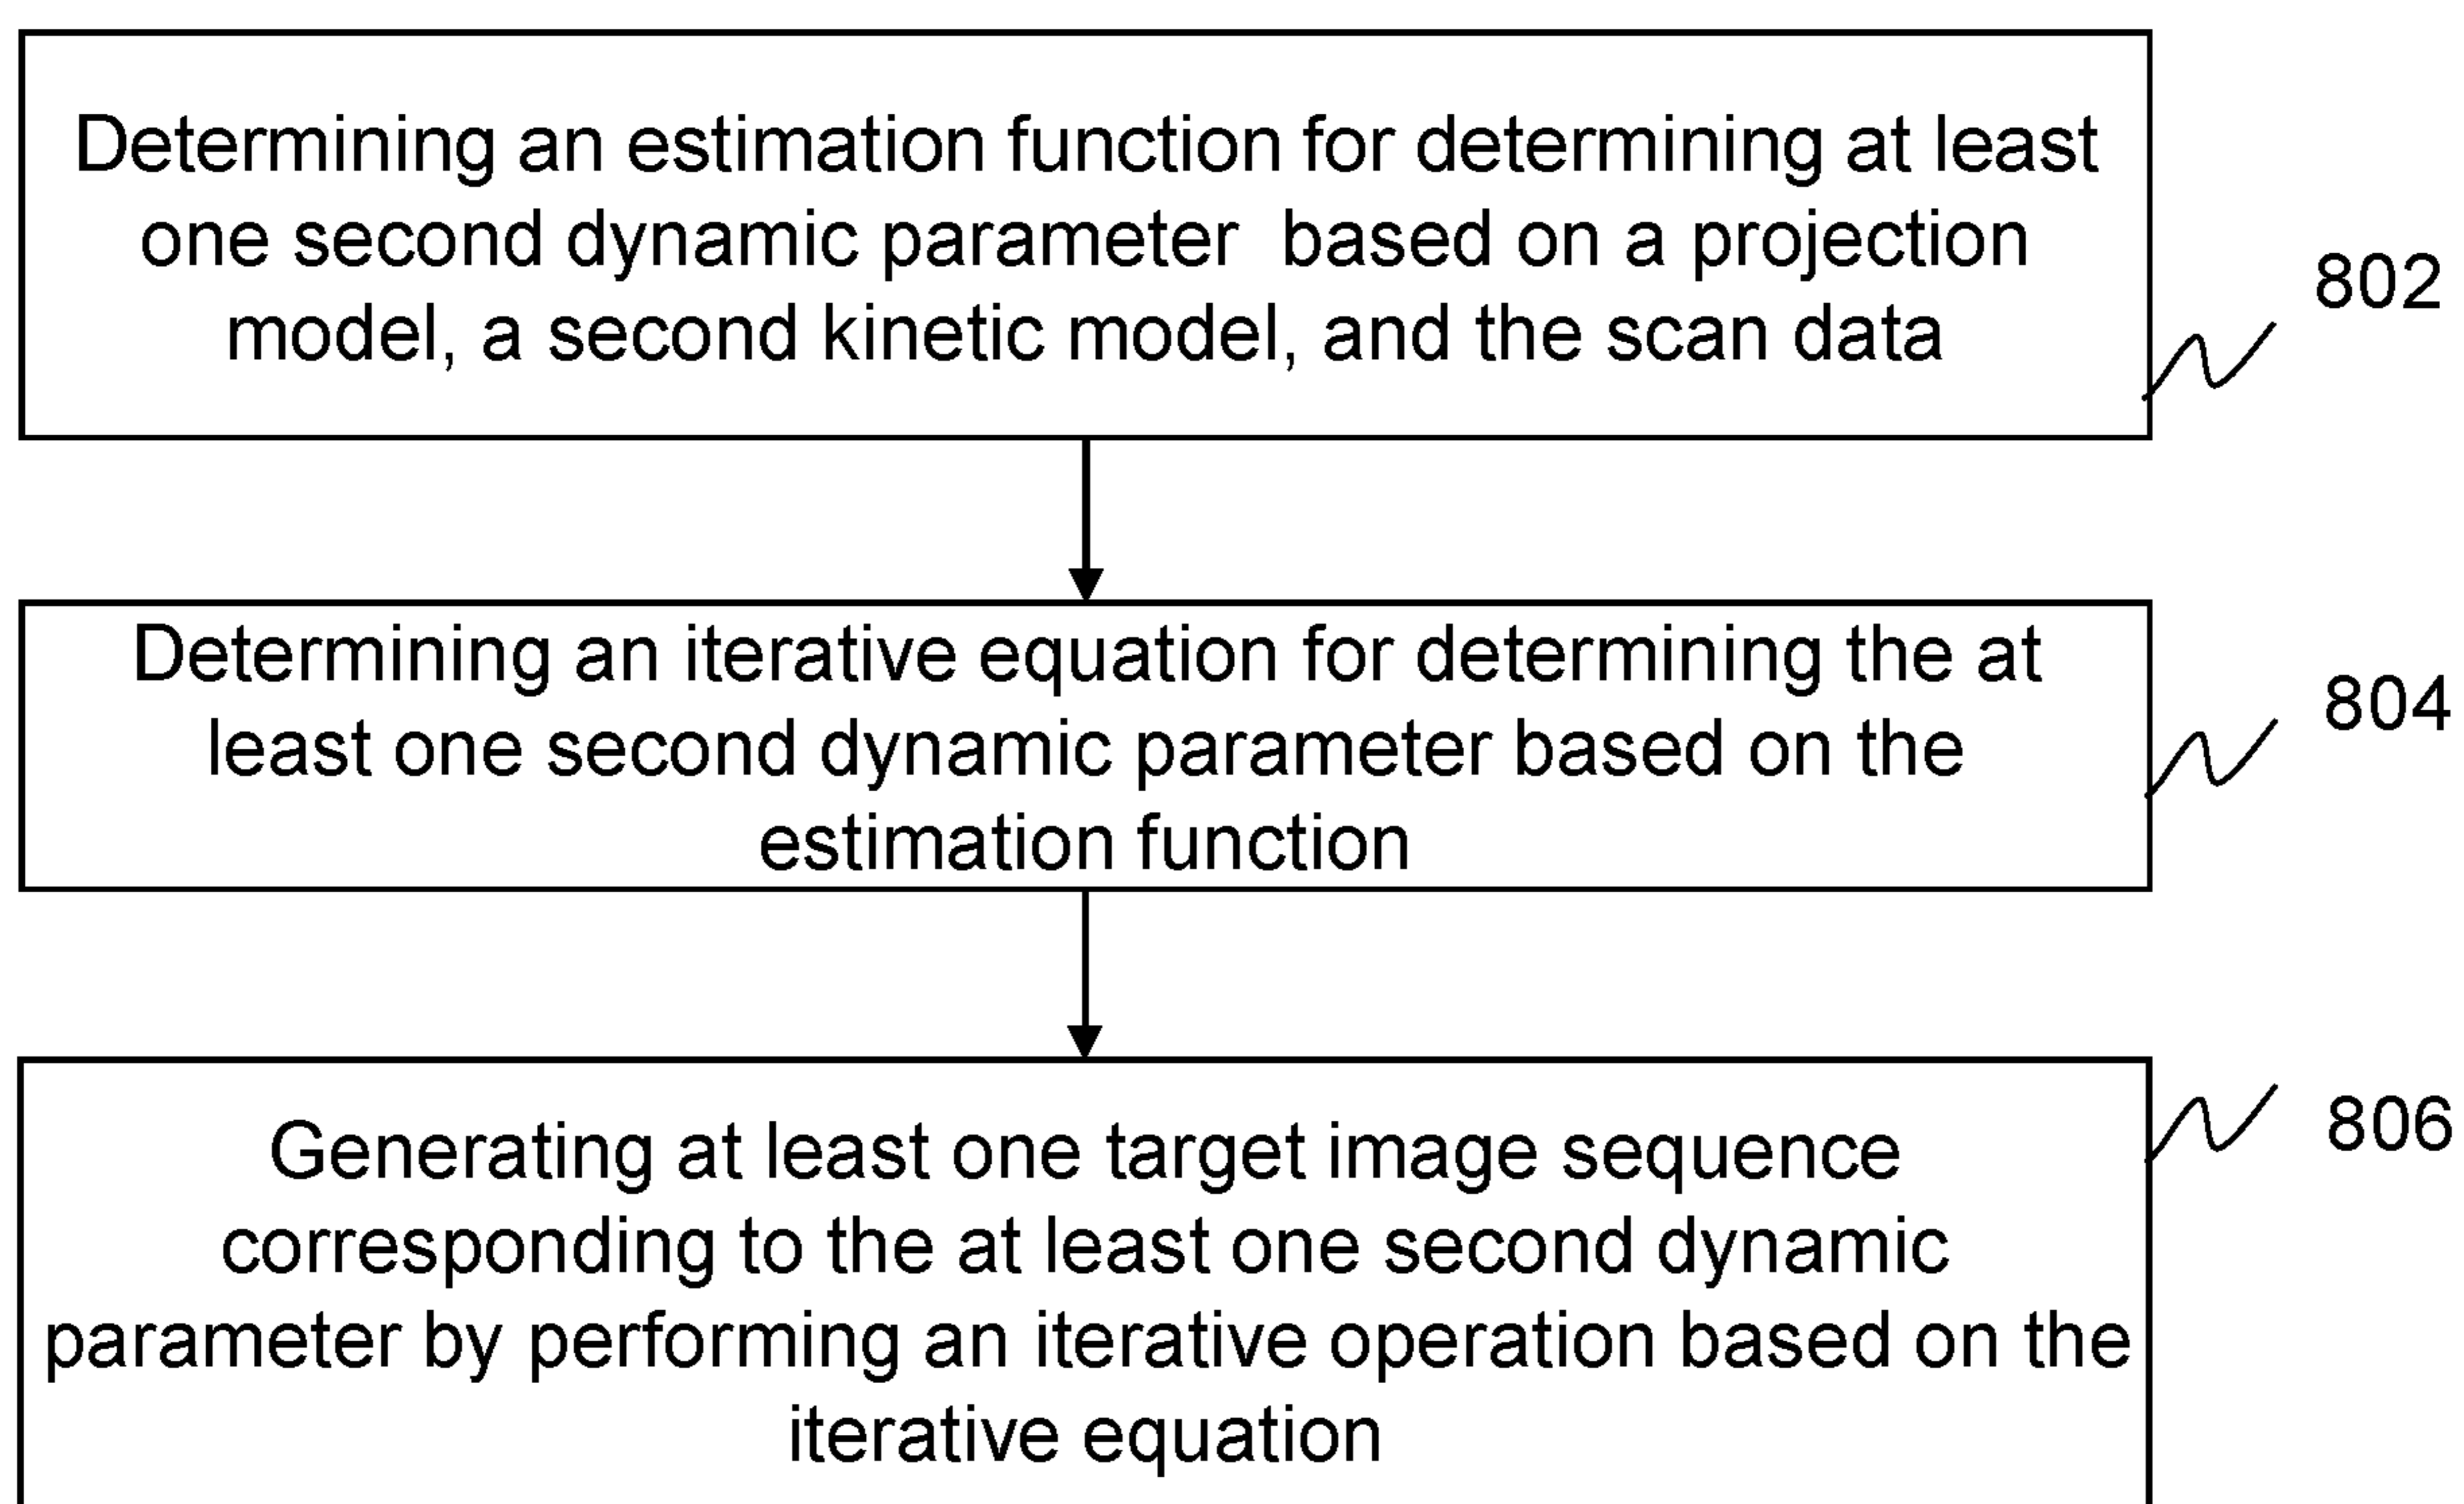 Determining an estimation function for determining at least
one second dynamic parameter  based on a projection
model, a second kinetic model, and the scan data
802
Determining an iterative equation for determining the at
least one second dynamic parameter based on the
estimation function
804
Generating at least one target image sequence
corresponding to the at least one second dynamic
parameter by performing an iterative operation based on the
iterative equation
806